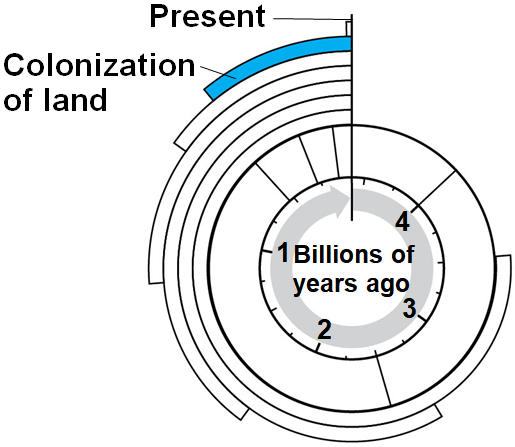 Present
Colonization
of land
4
1
Billions of
years ago
3
2